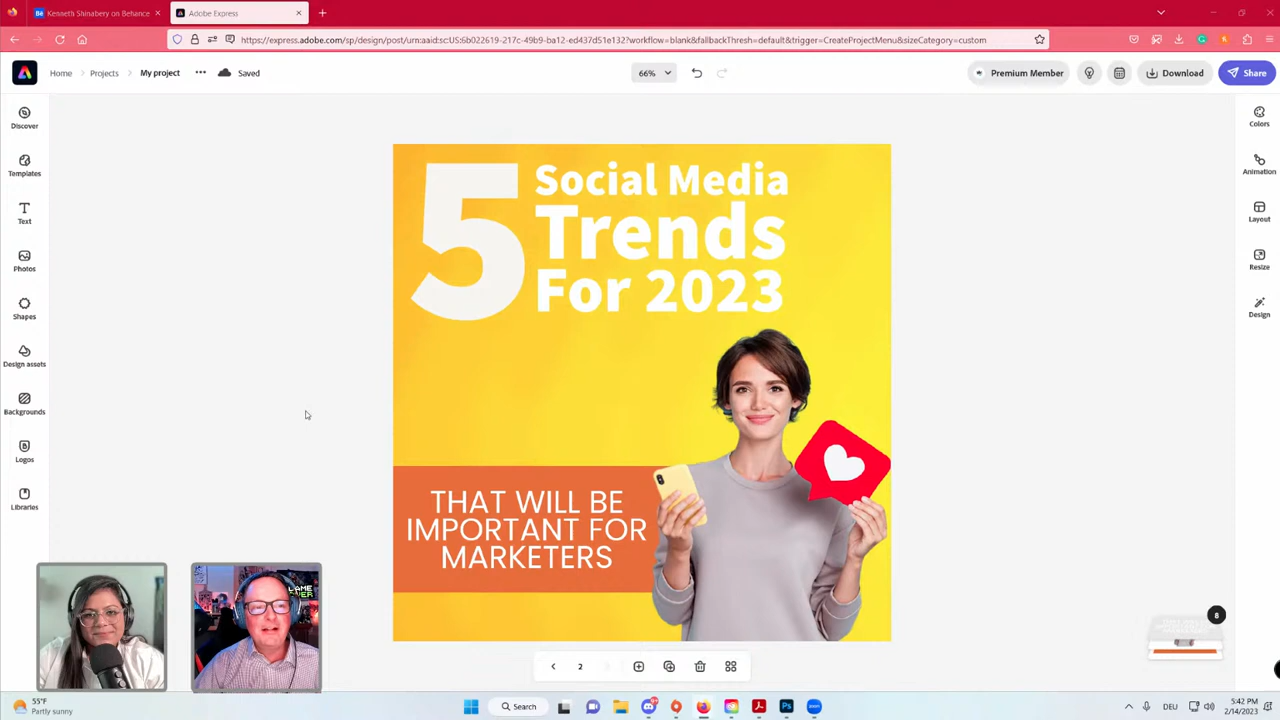 Kenneth Shinabery on Behance
Adobe Express
https://express.adobe.com/sp/design/post/urn:aaid:sc:US:6b022619-217c-49b9-ba12-ed437d51e132?workflow=blank&fallbackThresh=default&trigger=CreateProjectMenu&sizeCategory=custom
Home
Projects
My project
Saved
66%
Premium Member
Download
Share
Discover
Templates
Text
Photos
Shapes
Design assets
Backgrounds
Logos
Libraries
Colors
Animation
Layout
Resize
Design
5 Social Media
Trends
For 2023
THAT WILL BE
IMPORTANT FOR
MARKETERS
8
2
55°F
Partly sunny
Search
DEU
5:42 PM
2/14/2023